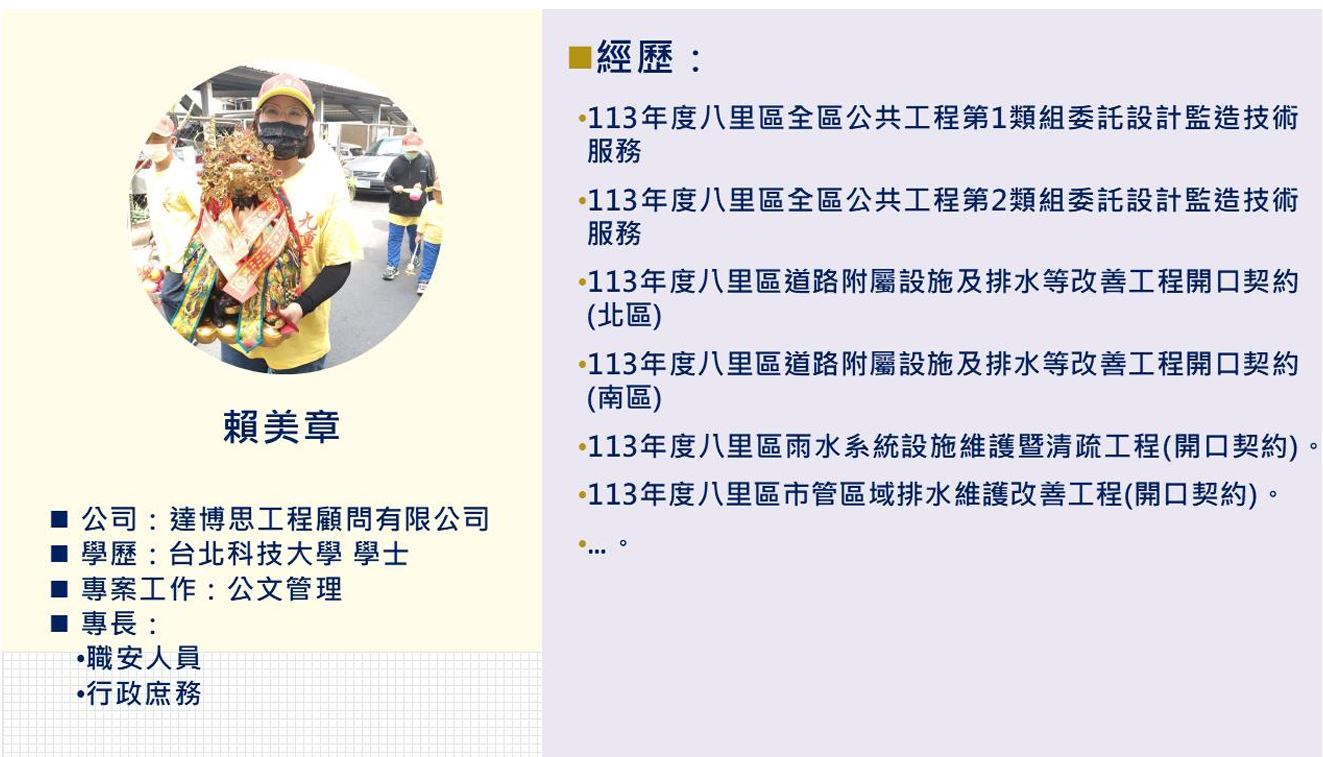 賴美章
■ 公司：達博思工程顧問有限公司
■ 學歷：台北科技大學 學士
■ 專案工作：公文管理
■ 專長：
•職安人員
•行政庶務
■經歷：
•113年度八里區全區公共工程第1類組委託設計監造技術
服務
•113年度八里區全區公共工程第2類組委託設計監造技術
服務
•113年度八里區道路附屬設施及排水等改善工程開口契約
(北區)
•113年度八里區道路附屬設施及排水等改善工程開口契約
(南區)
•113年度八里區雨水系統設施維護暨清疏工程(開口契約)。
•113年度八里區市管區域排水維護改善工程(開口契約)。
•... 。